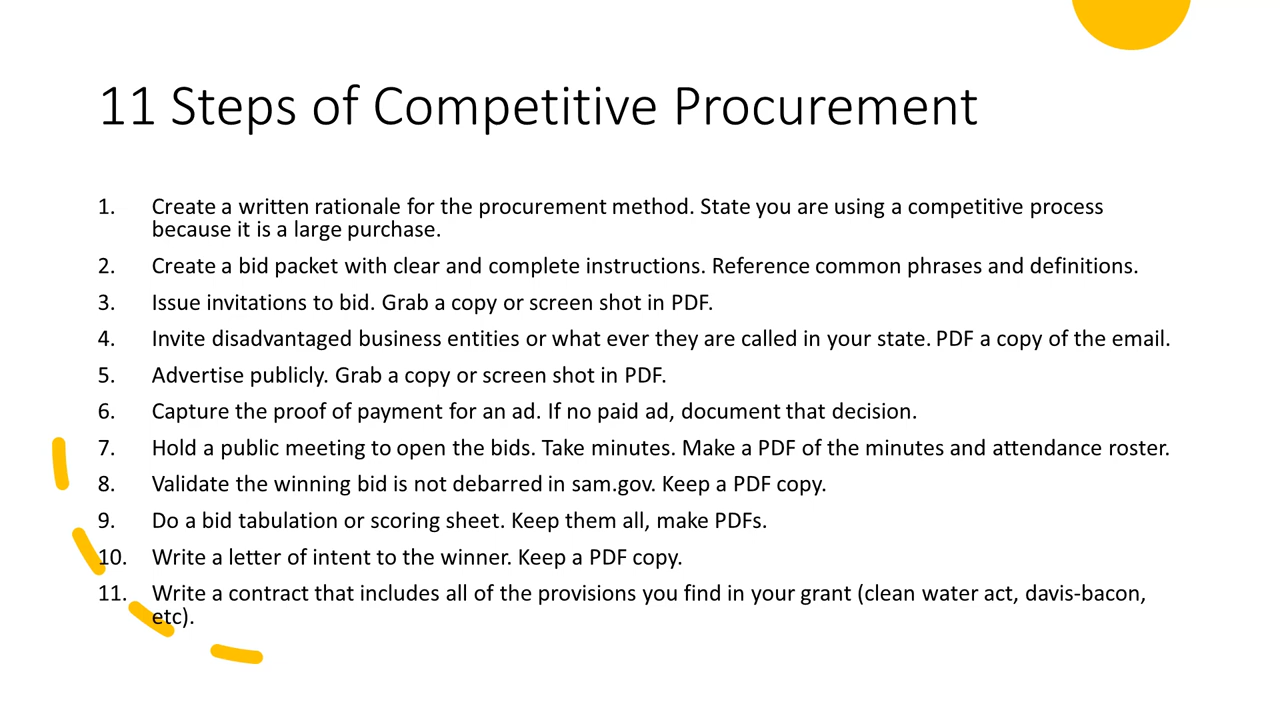 11 Steps of Competitive Procurement
1. Create a written rationale for the procurement method. State you are using a competitive process
because it is a large purchase.
2. Create a bid packet with clear and complete instructions. Reference common phrases and definitions.
3. Issue invitations to bid. Grab a copy or screen shot in PDF.
4. Invite disadvantaged business entities or what ever they are called in your state. PDF a copy of the email.
5. Advertise publicly. Grab a copy or screen shot in PDF.
6. Capture the proof of payment for an ad. If no paid ad, document that decision.
7. Hold a public meeting to open the bids. Take minutes. Make a PDF of the minutes and attendance roster.
8. Validate the winning bid is not debarred in sam.gov. Keep a PDF copy.
9. Do a bid tabulation or scoring sheet. Keep them all, make PDFs.
10. Write a letter of intent to the winner. Keep a PDF copy.
11. Write a contract that includes all of the provisions you find in your grant (clean water act, davis-bacon,
etc).